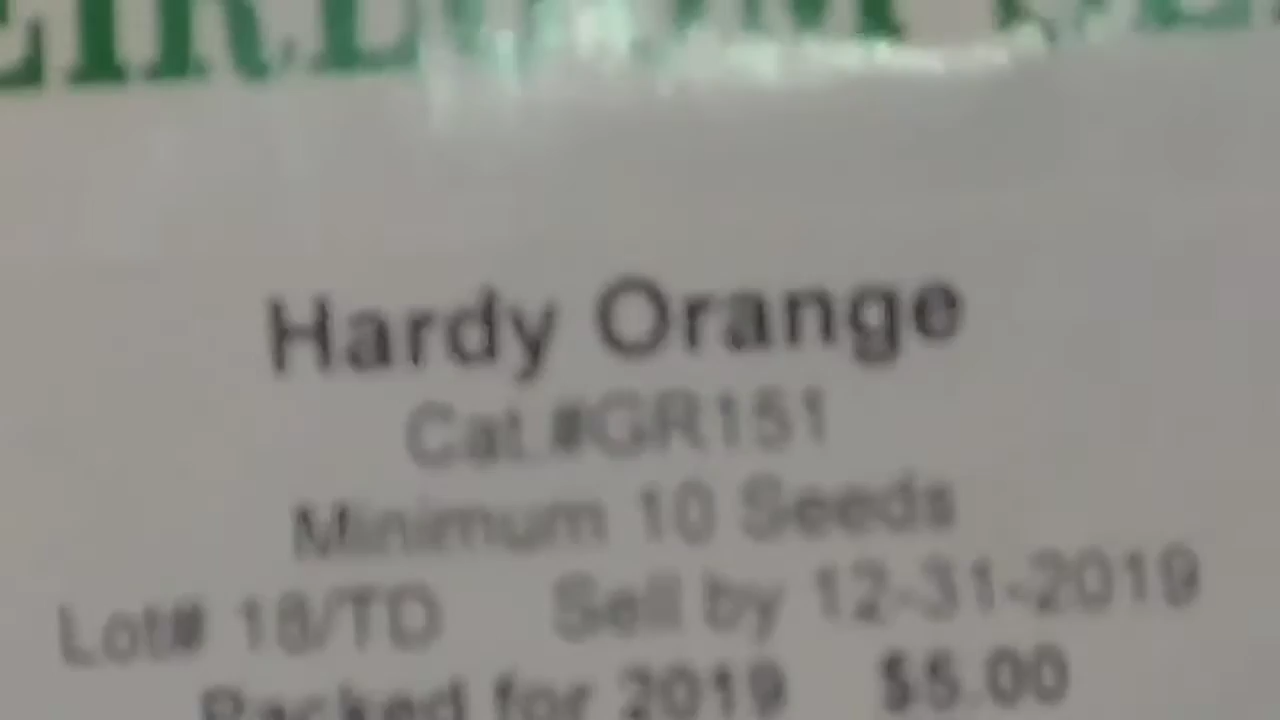 Hardy Orange
Cat.#GR151
Minimum 10 Seeds
Lot# 18/TD Sell by 12-31-2019
Packed for 2019 $5.00